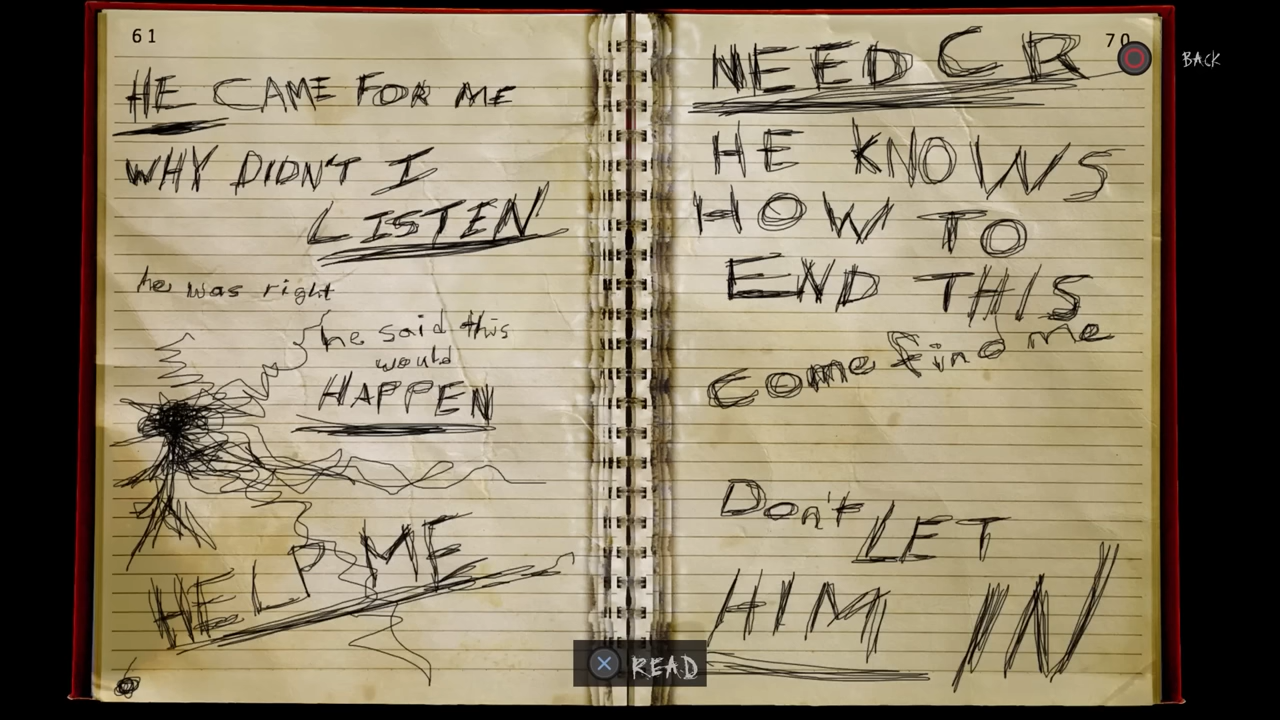 61
HE CAME FOR ME
WHY DIDN'T I
LISTEN
he was right
he said this
would
HAPPEN
HELP ME
70
NEED CR
HE KNOWS
HOW TO
END THIS
come find me
Don't LET
HIM IN
BACK
READ